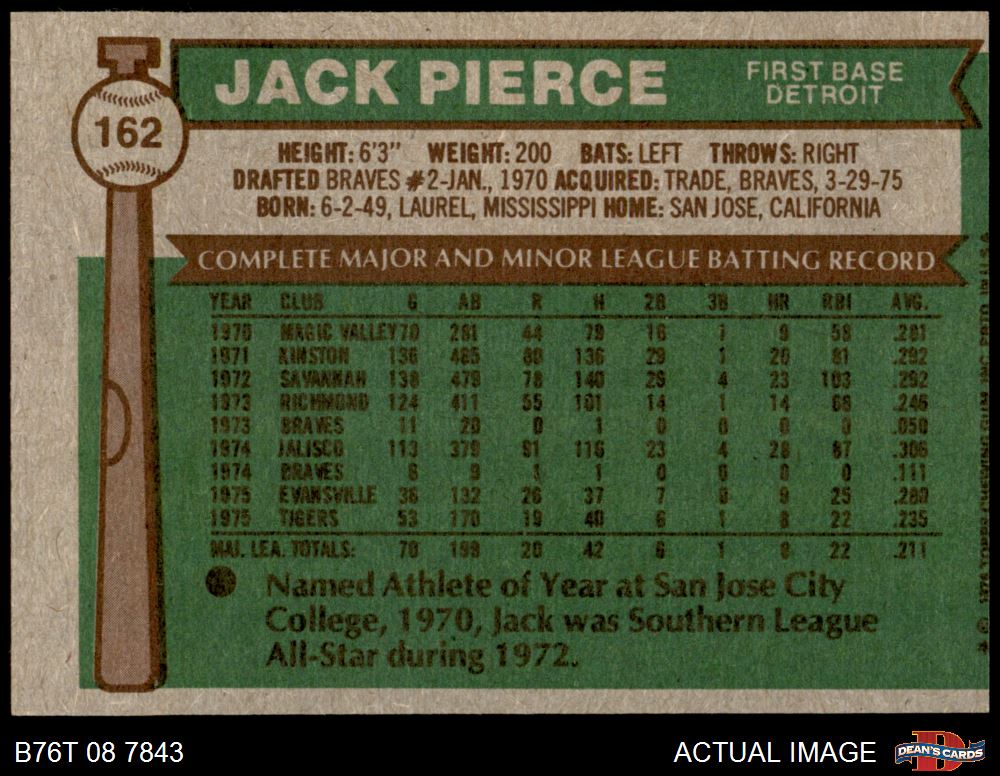 162
JACK PIERCE
FIRST BASE
DETROIT
HEIGHT: 6'3" WEIGHT: 200 BATS: LEFT THROWS: RIGHT
DRAFTED BRAVES #2-JAN., 1970 ACQUIRED: TRADE, BRAVES, 3-29-75
BORN: 6-2-49, LAUREL, MISSISSIPPI HOME: SAN JOSE, CALIFORNIA
COMPLETE MAJOR AND MINOR LEAGUE BATTING RECORD
YEAR CLUB G AB R H 2B 3B HR RBI AVG.
1970 MAGIC VALLEY 70 281 44 79 16 1 9 58 .281
1971 KINSTON 136 465 80 136 29 1 20 81 .292
1972 SAVANNAH 138 479 78 140 26 4 23 103 .292
1973 RICHMOND 124 411 55 101 14 1 14 68 .246
1973 BRAVES 11 20 0 1 0 0 0 0 .050
1974 JALISCO 113 379 81 116 23 4 28 87 .306
1974 BRAVES 6 9 1 1 0 0 0 0 .111
1975 EVANSVILLE 36 132 26 37 7 0 9 25 .280
1975 TIGERS 53 170 19 40 6 1 8 22 .235
MAJ. LEA. TOTALS: 70 199 20 42 6 1 8 22 .211
Named Athlete of Year at San Jose City
College, 1970, Jack was Southern League
All-Star during 1972.
B76T 08 7843
ACTUAL IMAGE
DEAN'S CARDS